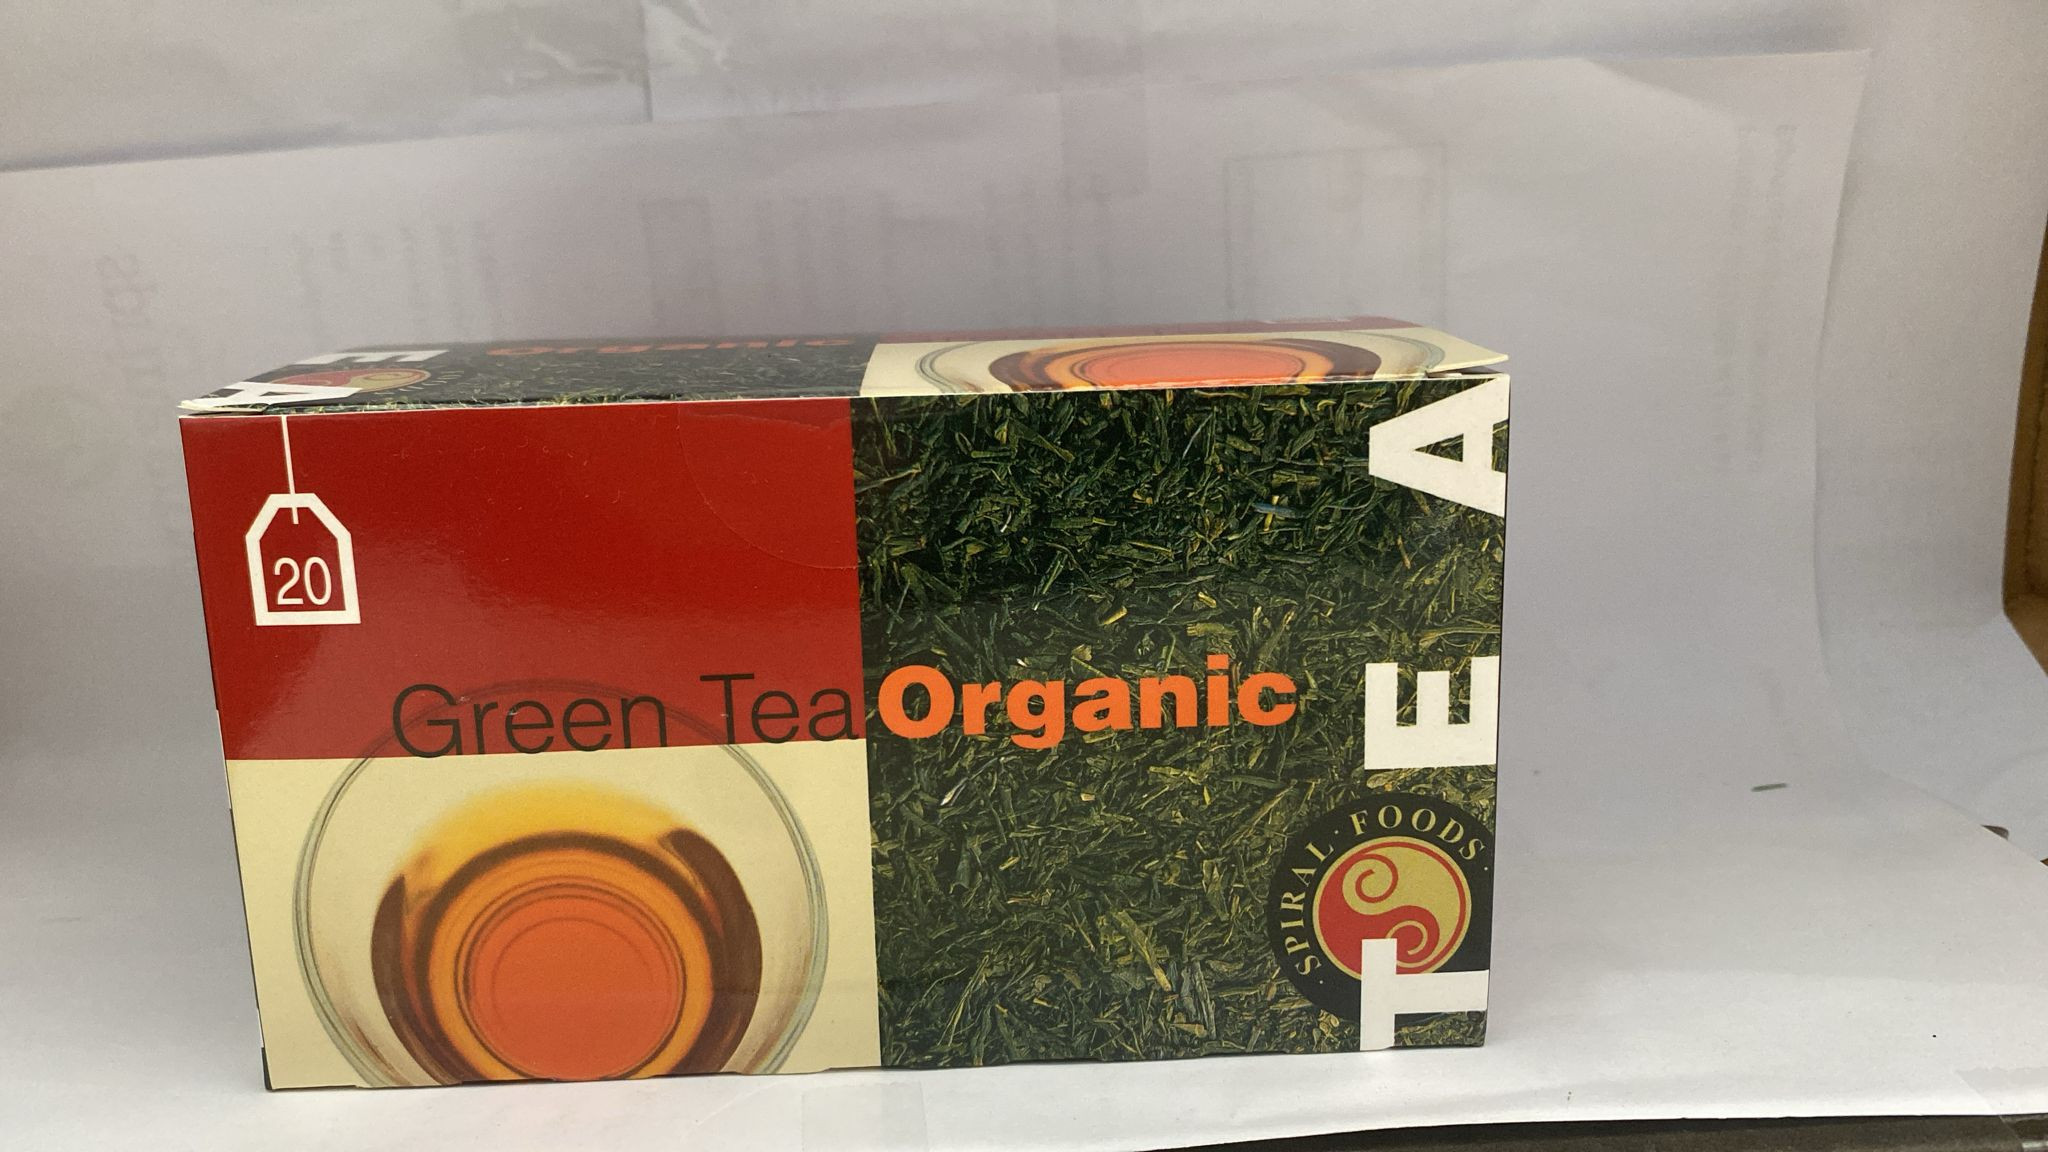 20
Green Tea Organic
TEA
SPIRAL · FOODS
Organic